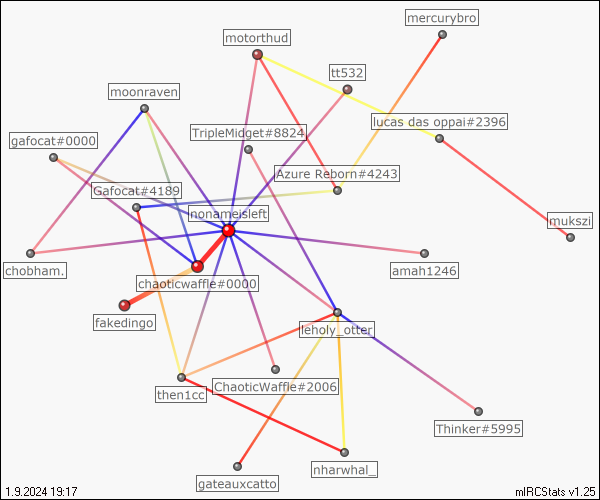 mercurybro
motorthud
tt532
moonraven
lucas das oppai#2396
TripleMidget#8824
gafocat#0000
Azure Reborn#4243
Gafocat#4189
nonameisleft
mukszi
chobham.
amah1246
chaoticwaffle#0000
fakedingo
leholy_otter
ChaoticWaffle#2006
then1cc
Thinker#5995
nharwhal_
gateauxcatto
1.9.2024 19:17
mIRCStats v1.25